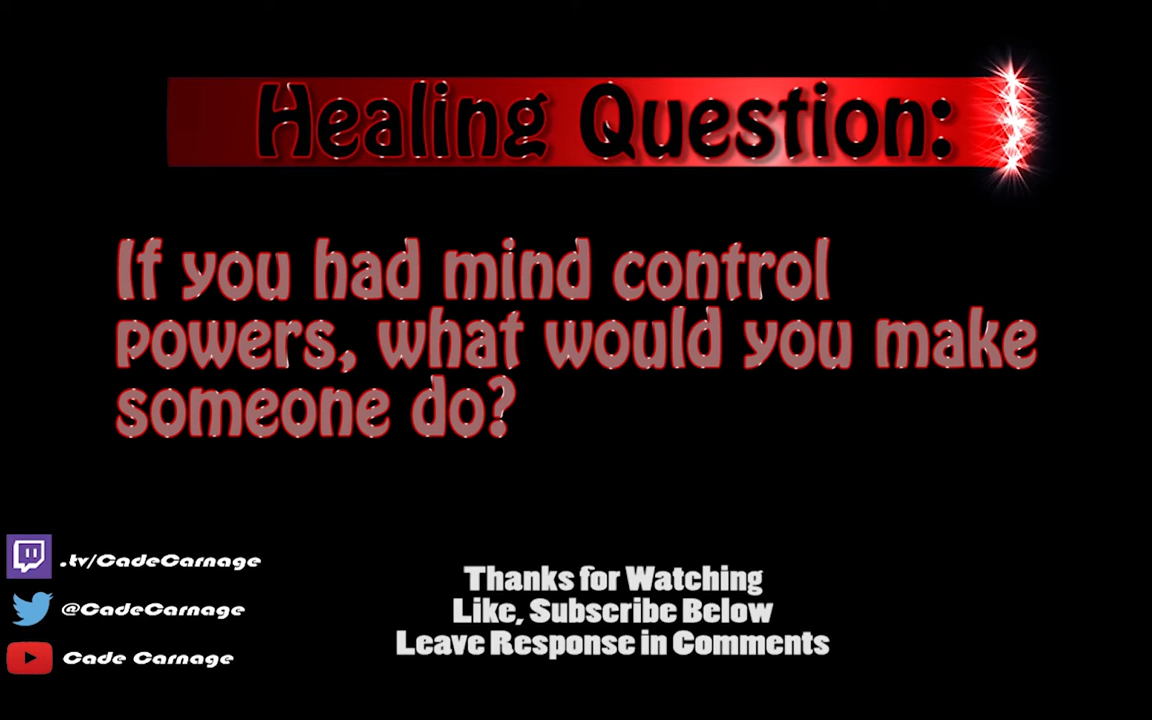 Healing Question:
If you had mind control
powers, what would you make
someone do?
.tv/CadeCarnage
@CadeCarnage
Cade Carnage
Thanks for Watching
Like, Subscribe Below
Leave Response in Comments